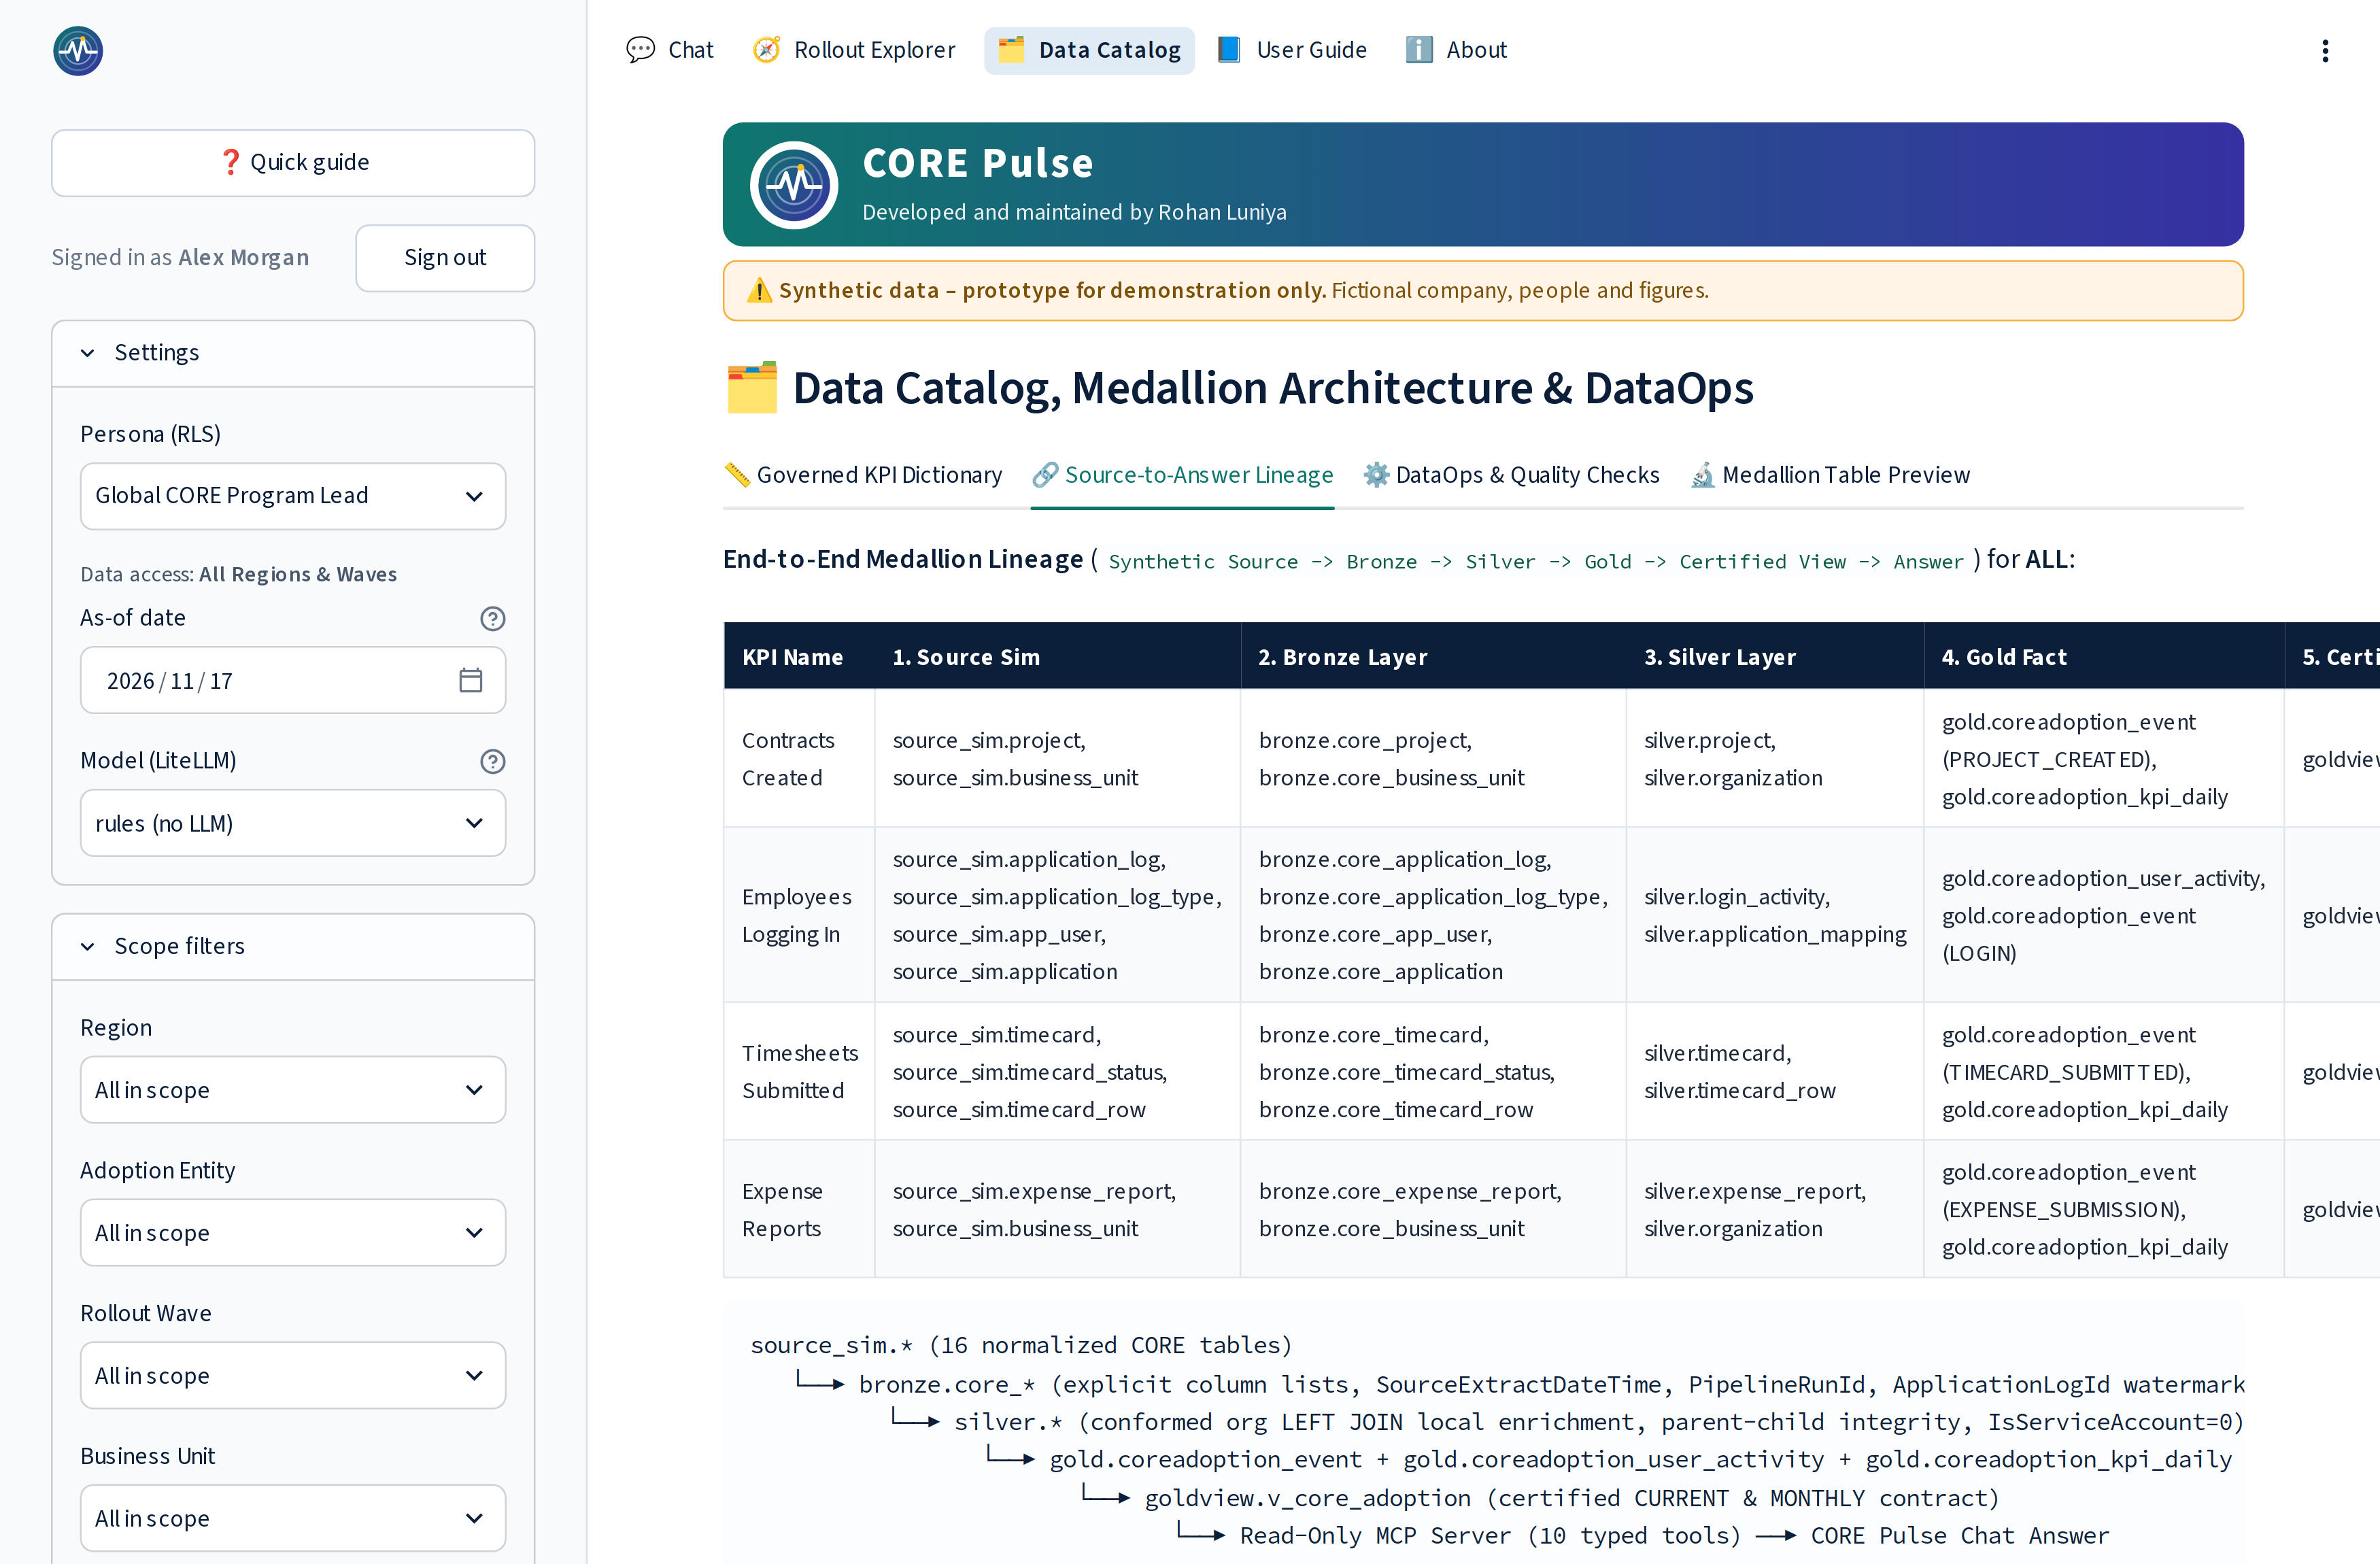 💬 Chat
🧭 Rollout Explorer
🗂️ Data Catalog
📘 User Guide
ℹ️ About
❓ Quick guide
Signed in as Alex Morgan
Sign out
Settings
Persona (RLS)
Global CORE Program Lead
Data access: All Regions & Waves
As-of date
2026/11/17
Model (LiteLLM)
rules (no LLM)
Scope filters
Region
All in scope
Adoption Entity
All in scope
Rollout Wave
All in scope
Business Unit
All in scope
CORE Pulse
Developed and maintained by Rohan Luniya
⚠️ Synthetic data – prototype for demonstration only. Fictional company, people and figures.
🗂️ Data Catalog, Medallion Architecture & DataOps
📏 Governed KPI Dictionary
🔗 Source-to-Answer Lineage
⚙️ DataOps & Quality Checks
🔬 Medallion Table Preview
End-to-End Medallion Lineage ( Synthetic Source -> Bronze -> Silver -> Gold -> Certified View -> Answer ) for ALL:
KPI Name
1. Source Sim
2. Bronze Layer
3. Silver Layer
4. Gold Fact
5. Certi
Contracts
Created
source_sim.project,
source_sim.business_unit
bronze.core_project,
bronze.core_business_unit
silver.project,
silver.organization
gold.coreadoption_event
(PROJECT_CREATED),
gold.coreadoption_kpi_daily
goldview
Employees
Logging In
source_sim.application_log,
source_sim.application_log_type,
source_sim.app_user,
source_sim.application
bronze.core_application_log,
bronze.core_application_log_type,
bronze.core_app_user,
bronze.core_application
silver.login_activity,
silver.application_mapping
gold.coreadoption_user_activity,
gold.coreadoption_event
(LOGIN)
goldview
Timesheets
Submitted
source_sim.timecard,
source_sim.timecard_status,
source_sim.timecard_row
bronze.core_timecard,
bronze.core_timecard_status,
bronze.core_timecard_row
silver.timecard,
silver.timecard_row
gold.coreadoption_event
(TIMECARD_SUBMITTED),
gold.coreadoption_kpi_daily
goldview
Expense
Reports
source_sim.expense_report,
source_sim.business_unit
bronze.core_expense_report,
bronze.core_business_unit
silver.expense_report,
silver.organization
gold.coreadoption_event
(EXPENSE_SUBMISSION),
gold.coreadoption_kpi_daily
goldview
source_sim.* (16 normalized CORE tables)
└──► bronze.core_* (explicit column lists, SourceExtractDateTime, PipelineRunId, ApplicationLogId watermark
└──► silver.* (conformed org LEFT JOIN local enrichment, parent-child integrity, IsServiceAccount=0)
└──► gold.coreadoption_event + gold.coreadoption_user_activity + gold.coreadoption_kpi_daily
└──► goldview.v_core_adoption (certified CURRENT & MONTHLY contract)
└──► Read-Only MCP Server (10 typed tools) ──► CORE Pulse Chat Answer